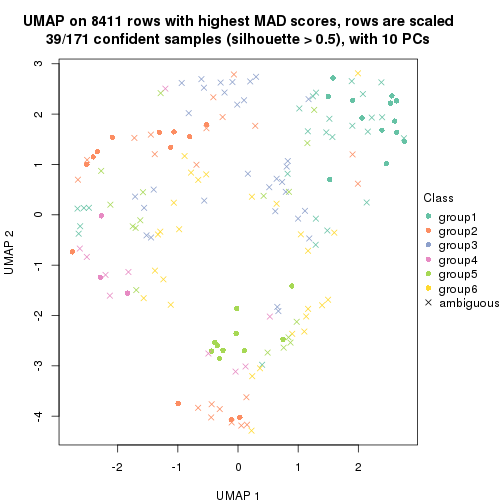 UMAP on 8411 rows with highest MAD scores, rows are scaled
39/171 confident samples (silhouette > 0.5), with 10 PCs
3
2
1
0
-1
-2
-3
-4
UMAP 2
-2
-1
0
1
2
UMAP 1
Class
group1
group2
group3
group4
group5
group6
ambiguous